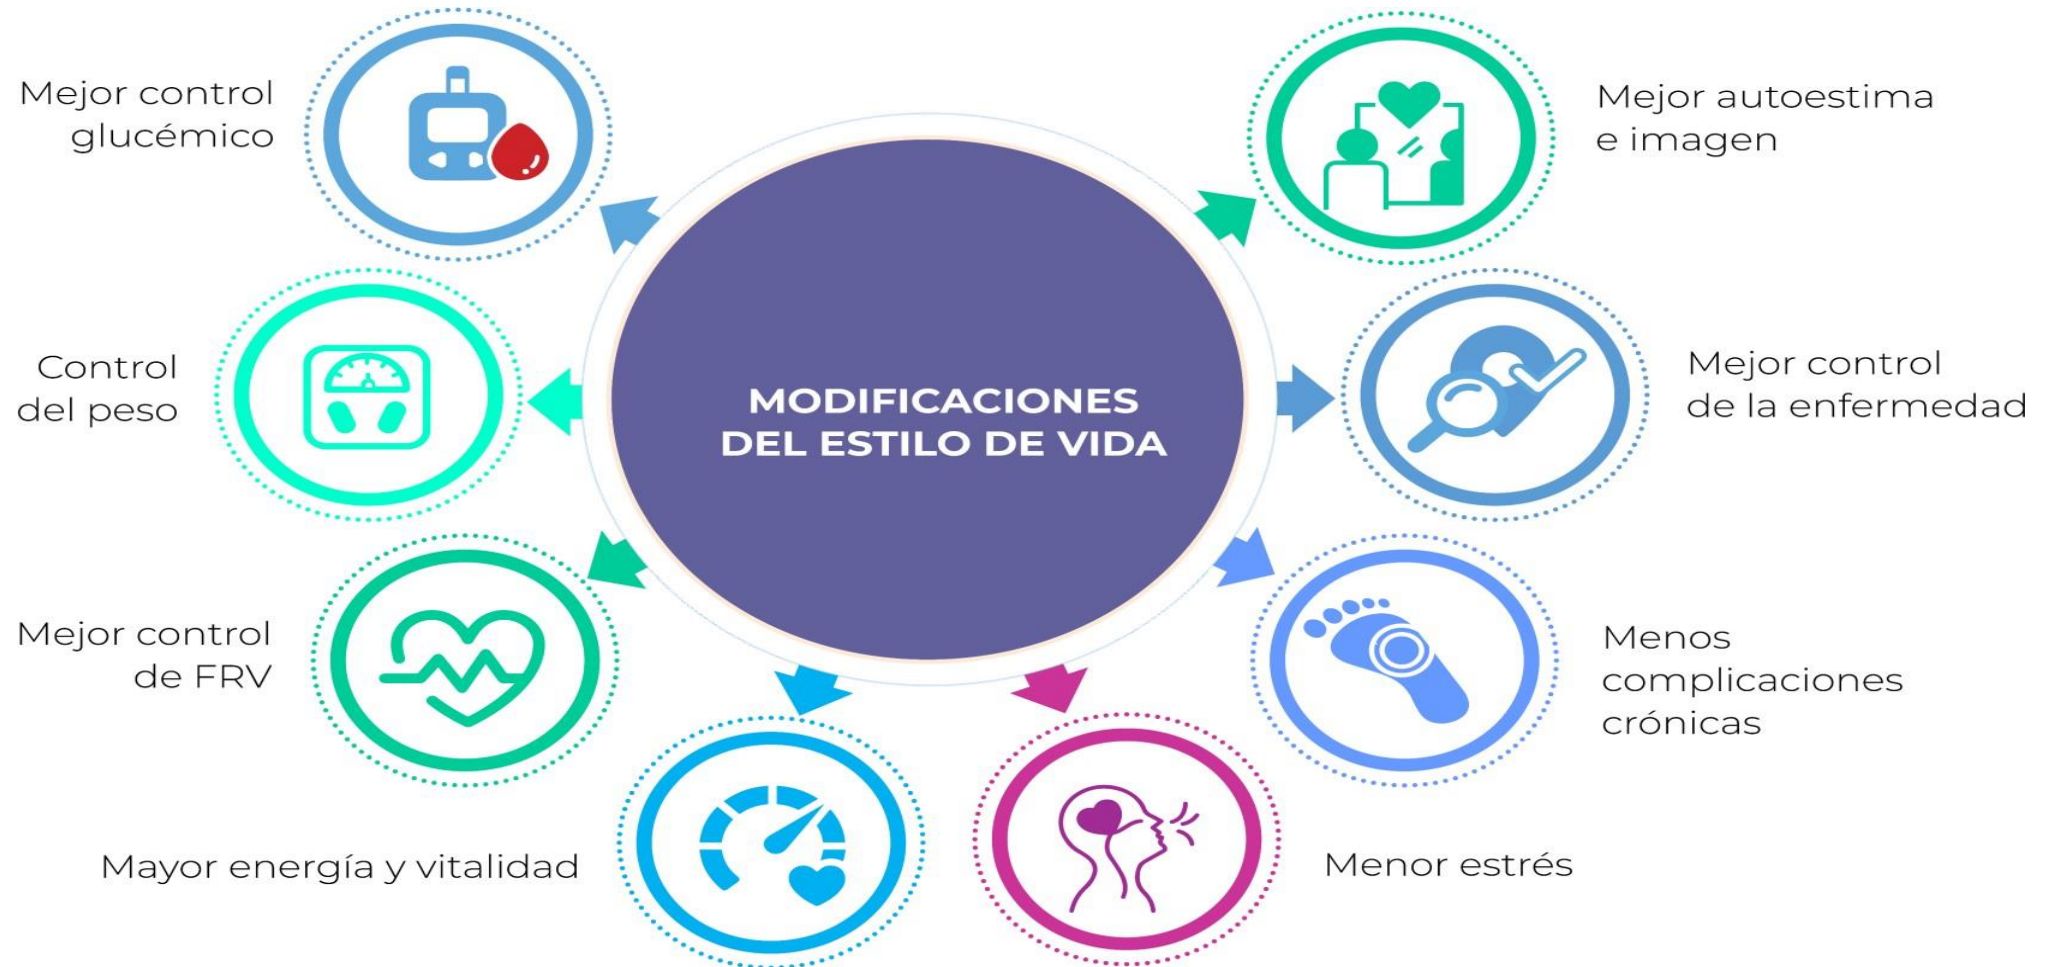 Mejor control
glucémico
Mejor autoestima
e imagen
Control
del peso
MODIFICACIONES
DEL ESTILO DE VIDA
Mejor control
de la enfermedad
Mejor control
de FRV
Menos
complicaciones
crónicas
Mayor energía y vitalidad
Menor estrés